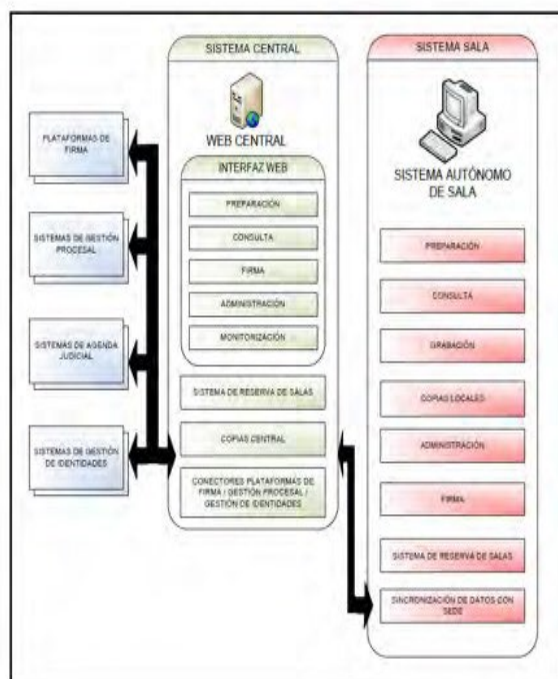 PLATAFORMAS DE
FIRMA
SISTEMAS DE GESTIÓN
PROCESAL
SISTEMAS DE AGENDA
JUDICIAL
SISTEMAS DE GESTIÓN
DE IDENTIDADES
SISTEMA CENTRAL
WEB CENTRAL
INTERFAZ WEB
PREPARACIÓN
CONSULTA
FIRMA
ADMINISTRACIÓN
MONITORIZACIÓN
SISTEMA DE RESERVA DE SALAS
COPIAS CENTRAL
CONECTORES PLATAFORMAS DE
FIRMA / GESTIÓN PROCESAL /
GESTIÓN DE IDENTIDADES
SISTEMA SALA
SISTEMA AUTÓNOMO
DE SALA
PREPARACIÓN
CONSULTA
GRABACIÓN
COPIAS LOCALES
ADMINISTRACIÓN
FIRMA
SISTEMA DE RESERVA DE SALAS
SINCRONIZACIÓN DE DATOS CON
SEDE